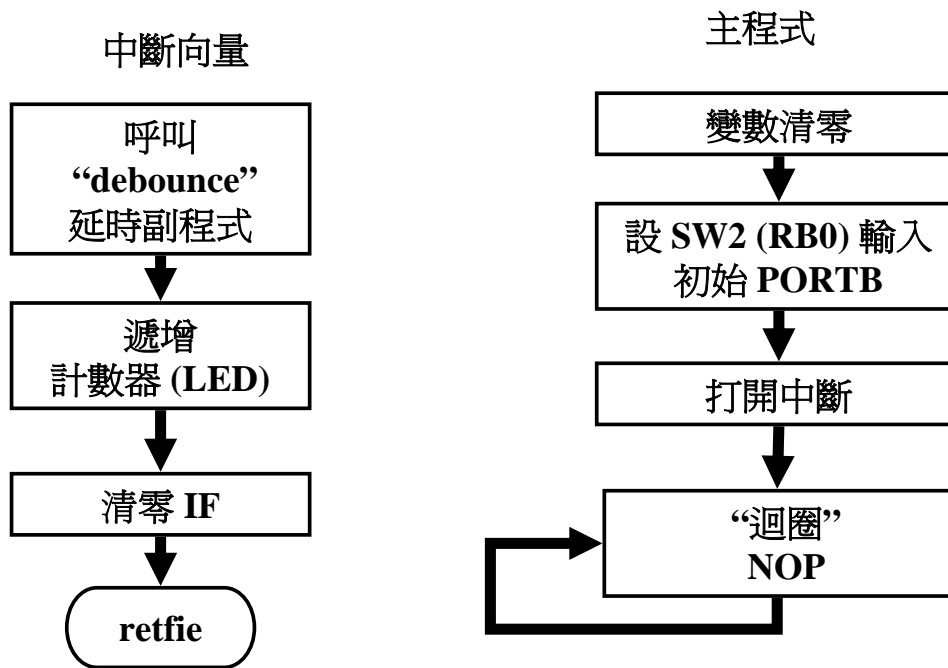 中斷向量
呼叫
“debounce”
延時副程式
遞增
計數器 (LED)
清零 IF
retfie
主程式
變數清零
設 SW2 (RB0) 輸入
初始 PORTB
打開中斷
“迴圈”
NOP